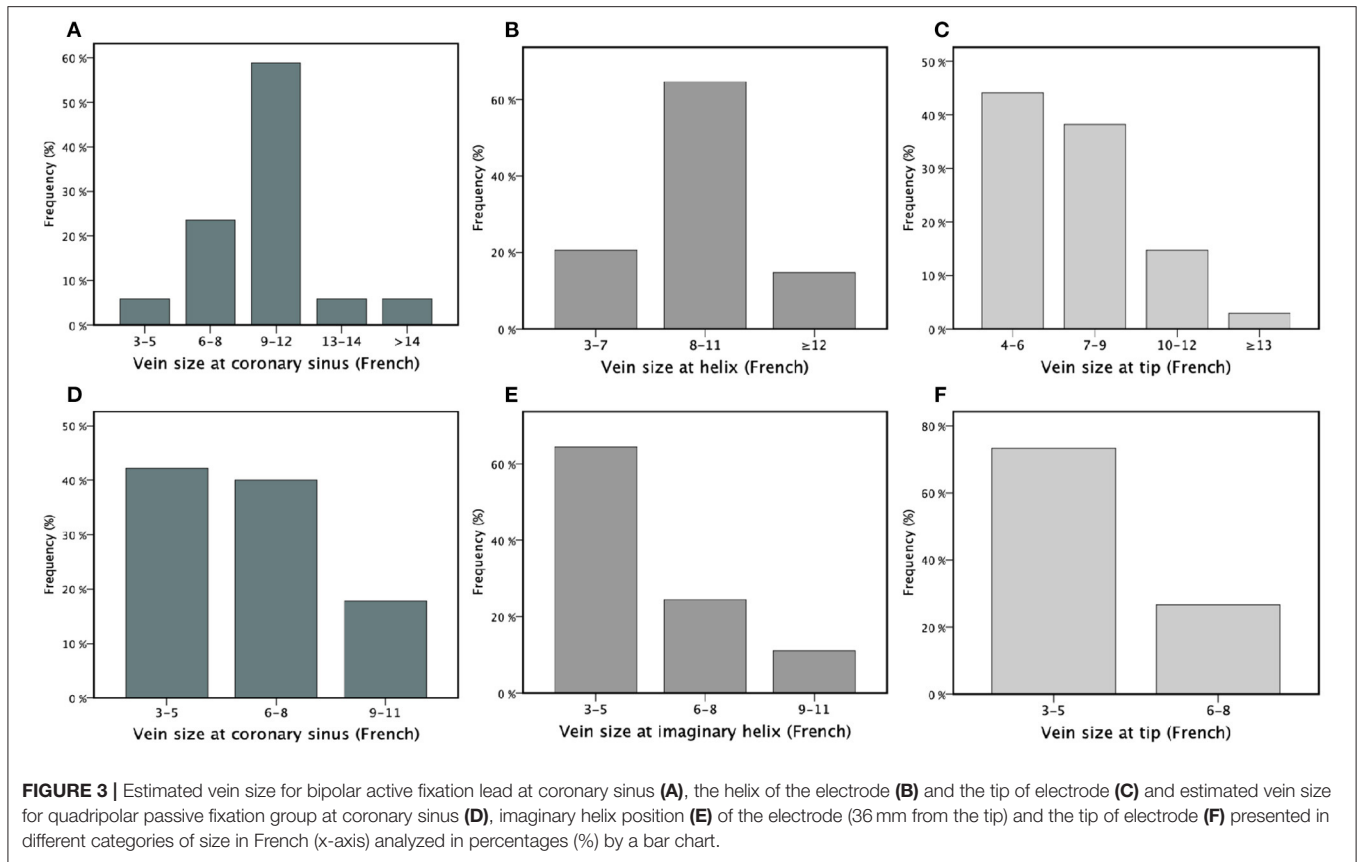 A
60 %
50 %
40 %
30 %
20 %
10 %
0 %
Frequency (%)
3-5 6-8 9-12 13-14 >14
Vein size at coronary sinus (French)
B
60 %
40 %
20 %
0 %
Frequency (%)
3-7 8-11 ≥12
Vein size at helix (French)
C
50 %
40 %
30 %
20 %
10 %
0 %
Frequency (%)
4-6 7-9 10-12 ≥13
Vein size at tip (French)
D
50 %
40 %
30 %
20 %
10 %
0 %
Frequency (%)
3-5 6-8 9-11
Vein size at coronary sinus (French)
E
60 %
40 %
20 %
0 %
Frequency (%)
3-5 6-8 9-11
Vein size at imaginary helix (French)
F
80 %
60 %
40 %
20 %
0 %
Frequency (%)
3-5 6-8
Vein size at tip (French)
FIGURE 3 | Estimated vein size for bipolar active fixation lead at coronary sinus (A), the helix of the electrode (B) and the tip of electrode (C) and estimated vein size
for quadripolar passive fixation group at coronary sinus (D), imaginary helix position (E) of the electrode (36 mm from the tip) and the tip of electrode (F) presented in
different categories of size in French (x-axis) analyzed in percentages (%) by a bar chart.